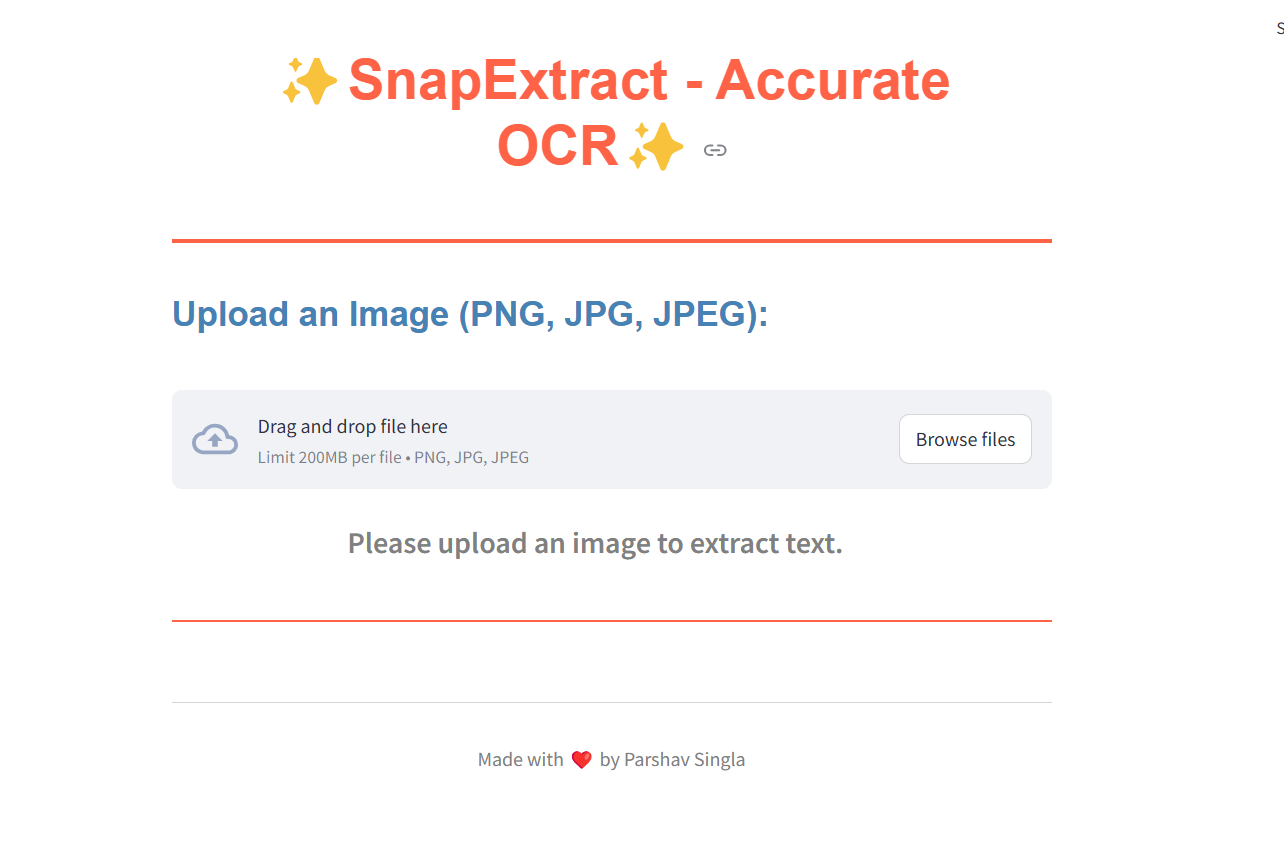 ✨ SnapExtract - Accurate
OCR ✨
Upload an Image (PNG, JPG, JPEG):
Drag and drop file here
Limit 200MB per file • PNG, JPG, JPEG
Browse files
Please upload an image to extract text.
Made with ❤️ by Parshav Singla